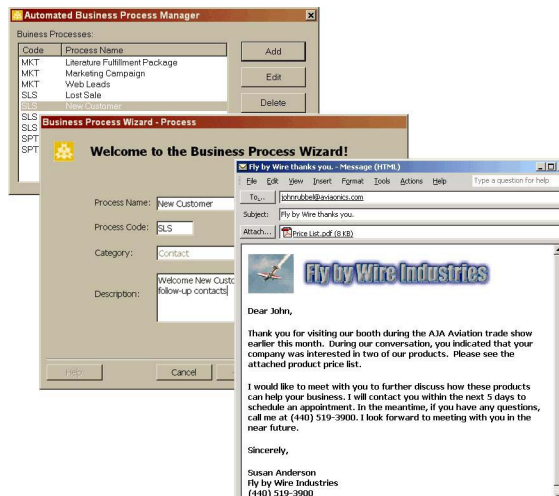 Automated Business Process Manager
Buiness Processes:
Code Process Name
MKT Literature Fulfillment Package
MKT Marketing Campaign
MKT Web Leads
SLS Lost Sale
SLS New Customer
SLS
SLS
SPT
SPT
Add
Edit
Delete
Business Process Wizard - Process
Welcome to the Business Process Wizard!
Process Name: New Customer
Process Code: SLS
Category: Contact
Description: Welcome New Custo
follow-up contacts
Help Cancel
Fly by Wire thanks you. - Message (HTML)
File Edit View Insert Format Tools Actions Help Type a question for help
To... johnrubbel@aviaonics.com
Subject: Fly by Wire thanks you.
Attach... Price List.pdf (8 KB)
Fly by Wire Industries
Dear John,
Thank you for visiting our booth during the AJA Aviation trade show
earlier this month. During our conversation, you indicated that your
company was interested in two of our products. Please see the
attached product price list.
I would like to meet with you to further discuss how these products
can help your business. I will contact you within the next 5 days to
schedule an appointment. In the meantime, if you have any questions,
call me at (440) 519-3900. I look forward to meeting with you in the
near future.
Sincerely,
Susan Anderson
Fly by Wire Industries
(440) 519-3900